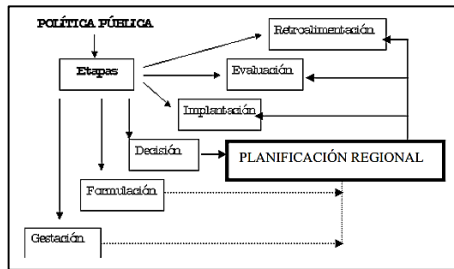 POLÍTICA PÚBLICA
Retroalimentación
Etapas
Evaluación
Implantación
Decisión
PLANIFICACIÓN REGIONAL
Formulación
Gestación